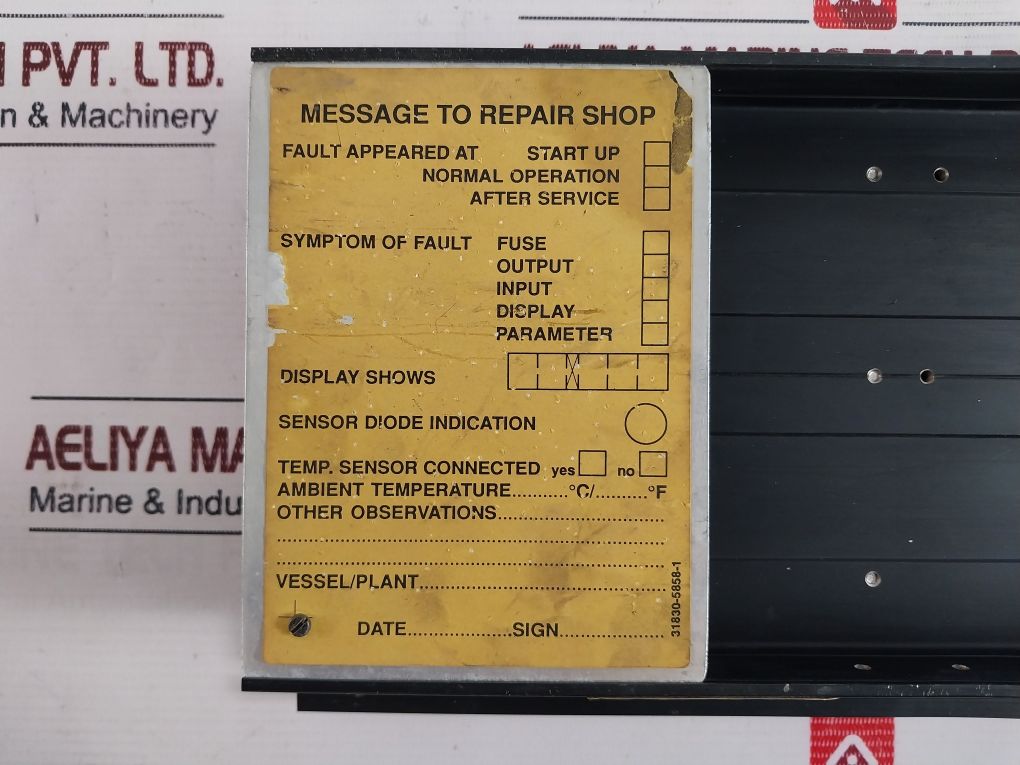 PVT. LTD.
& Machinery
MESSAGE TO REPAIR SHOP
FAULT APPEARED AT START UP
NORMAL OPERATION
AFTER SERVICE
SYMPTOM OF FAULT FUSE
OUTPUT
INPUT
DISPLAY
PARAMETER
DISPLAY SHOWS
SENSOR DIODE INDICATION
TEMP. SENSOR CONNECTED yes no
AMBIENT TEMPERATURE...........°C/..........°F
OTHER OBSERVATIONS..............................
VESSEL/PLANT.............................................
DATE....................SIGN....................
31830-5858-1
AELIYA MA
Marine & Indu